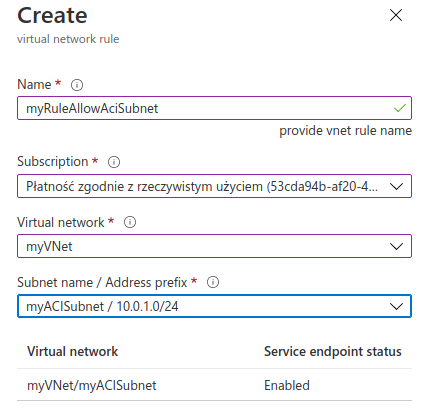 Create
virtual network rule
Name *
myRuleAllowAciSubnet
provide vnet rule name
Subscription *
Płatność zgodnie z rzeczywistym użyciem (53cda94b-af20-4...
Virtual network *
myVNet
Subnet name / Address prefix *
myACISubnet / 10.0.1.0/24
Virtual network Service endpoint status
myVNet/myACISubnet Enabled